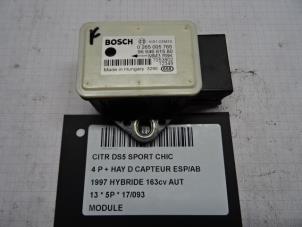 BOSCH
0 265 005 765
96 646 615 80
Made in Hungary
CITR DS5 SPORT CHIC
4 P + HAY D CAPTEUR ESP/AB
1997 HYBRIDE 163cv AUT
13 * 5P * 17/093
MODULE